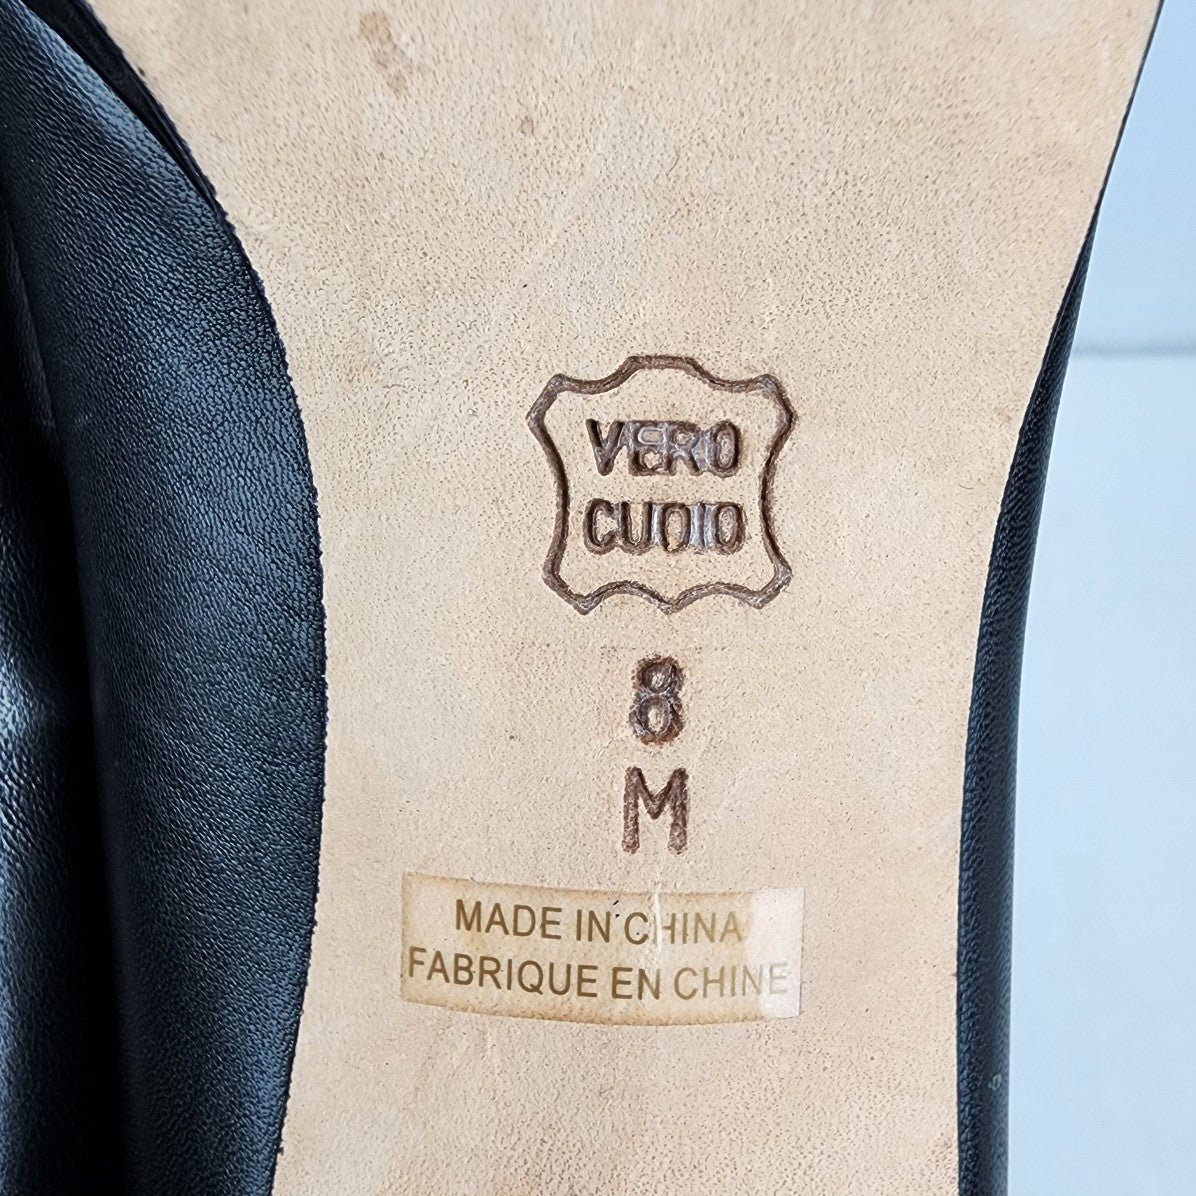 VERO
CUOIO
8
M
MADE IN CHINA
FABRIQUE EN CHINE